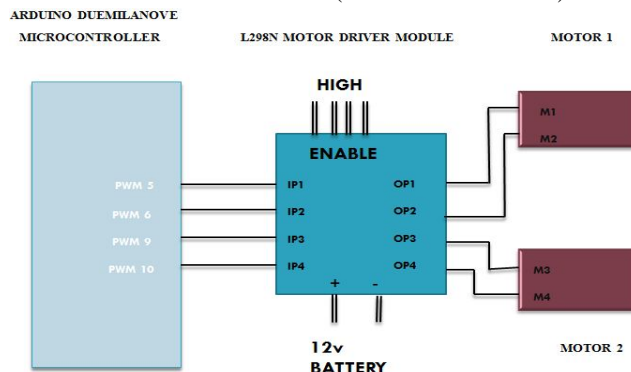 ARDUINO DUEMILANOVE
MICROCONTROLLER
L298N MOTOR DRIVER MODULE
MOTOR 1
HIGH
ENABLE
PWM 5
PWM 6
PWM 9
PWM 10
IP1
IP2
IP3
IP4
OP1
OP2
OP3
OP4
+ -
M1
M2
M3
M4
12v
BATTERY
MOTOR 2